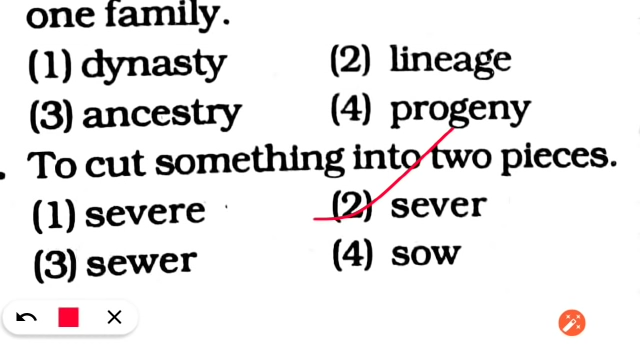 one family.
(1) dynasty (2) lineage
(3) ancestry (4) progeny
. To cut something into two pieces.
(1) severe (2) sever
(3) sewer (4) sow